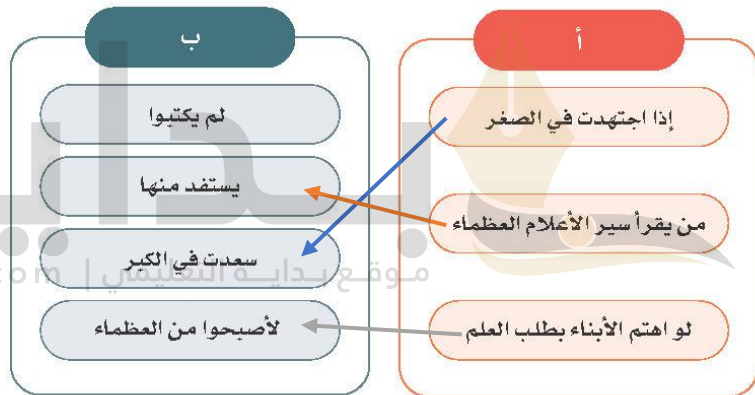 أ
إذا اجتهدت في الصغر
من يقرأ سير الأعلام العظماء
لو اهتم الأبناء بطلب العلم
ب
لم يكتبوا
يستفد منها
سعدت في الكبر
لأصبحوا من العظماء
بداية
موقع بداية التعليمي | com